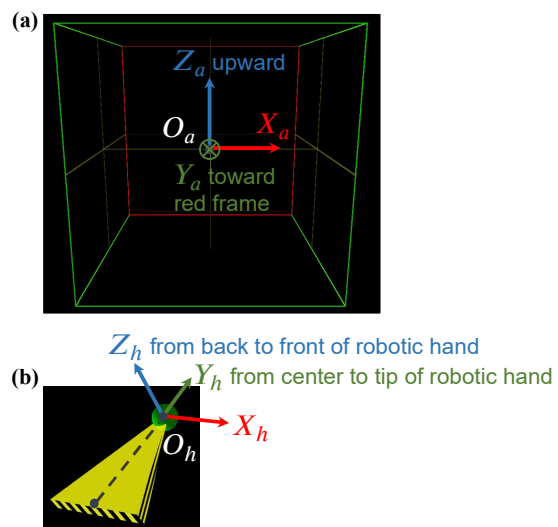 (a)
Z_a upward
O_a
X_a
Y_a toward
red frame
Z_h from back to front of robotic hand
(b)
Y_h from center to tip of robotic hand
X_h
O_h